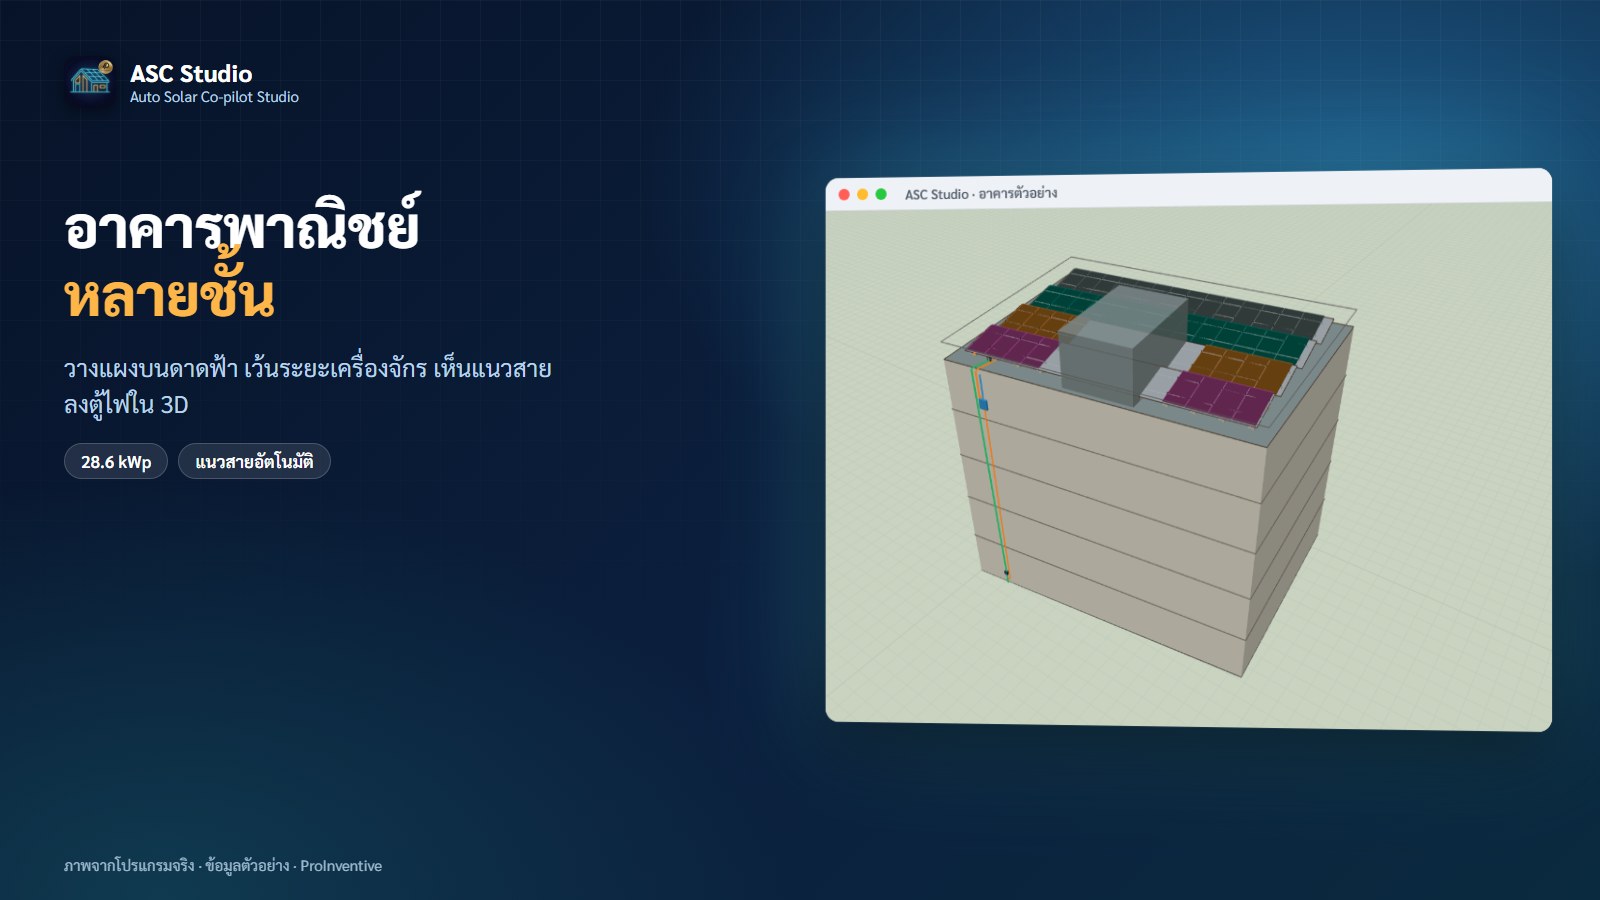 ASC Studio
Auto Solar Co-pilot Studio
อาคารพาณิชย์
หลายชั้น
วางแผงบนดาดฟ้า เว้นระยะเครื่องจักร เห็นแนวสาย
ลงตู้ไฟใน 3D
28.6 kWp
แนวสายอัตโนมัติ
ASC Studio · อาคารตัวอย่าง
ภาพจากโปรแกรมจริง · ข้อมูลตัวอย่าง · ProInventive